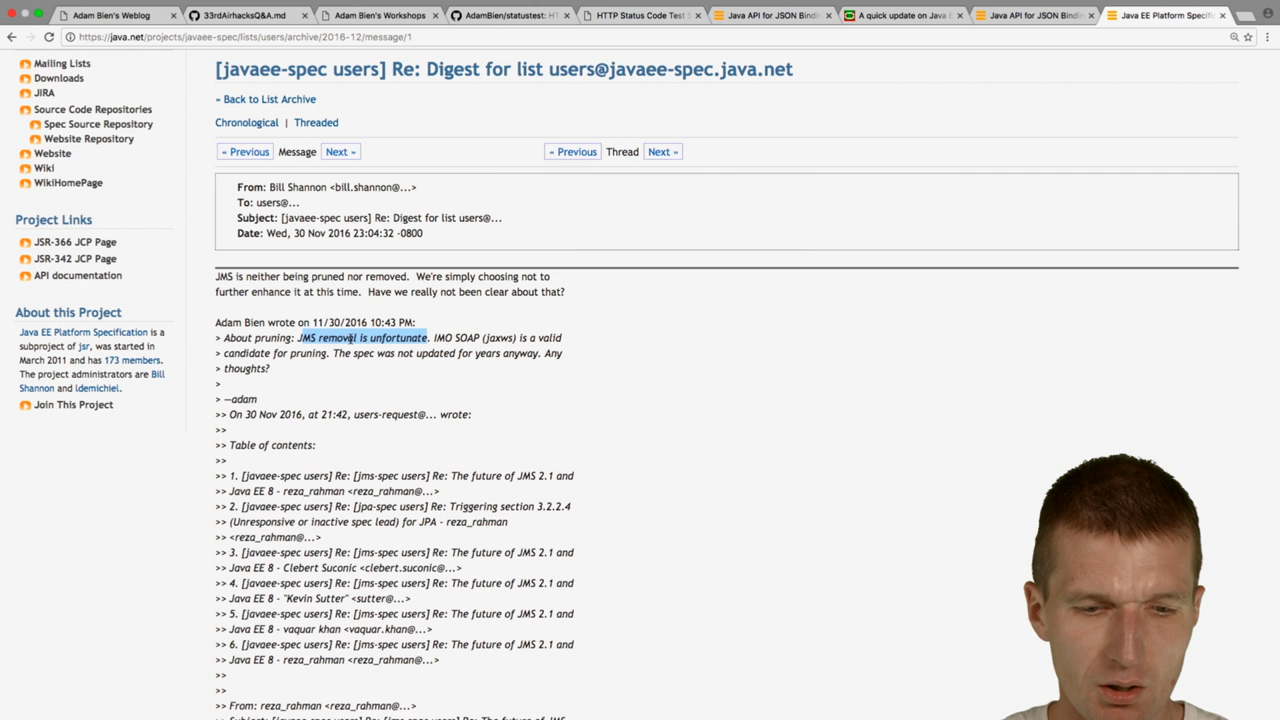 Adam Bien's Weblog
33rdAirhacksQ&A.md
Adam Bien's Workshops
AdamBien/statustest: HT
HTTP Status Code Test S
Java API for JSON Bindin
A quick update on Java E
Java API for JSON Bindin
Java EE Platform Specifi
https://java.net/projects/javaee-spec/lists/users/archive/2016-12/message/1
Mailing Lists
Downloads
JIRA
Source Code Repositories
Spec Source Repository
Website Repository
Website
Wiki
WikiHomePage
Project Links
JSR-366 JCP Page
JSR-342 JCP Page
API documentation
About this Project
Java EE Platform Specification is a
subproject of jsr, was started in
March 2011 and has 173 members.
The project administrators are Bill
Shannon and ldemichiel.
Join This Project
[javaee-spec users] Re: Digest for list users@javaee-spec.java.net
« Back to List Archive
Chronological | Threaded
« Previous Message Next » « Previous Thread Next »
From: Bill Shannon <bill.shannon@...>
To: users@...
Subject: [javaee-spec users] Re: Digest for list users@...
Date: Wed, 30 Nov 2016 23:04:32 -0800
JMS is neither being pruned nor removed. We're simply choosing not to
further enhance it at this time. Have we really not been clear about that?
Adam Bien wrote on 11/30/2016 10:43 PM:
> About pruning: JMS removal is unfortunate. IMO SOAP (jaxws) is a valid
> candidate for pruning. The spec was not updated for years anyway. Any
> thoughts?
>
> —adam
>> On 30 Nov 2016, at 21:42, users-request@... wrote:
>>
>> Table of contents:
>>
>> 1. [javaee-spec users] Re: [jms-spec users] Re: The future of JMS 2.1 and
>> Java EE 8 - reza_rahman <reza_rahman@...>
>> 2. [javaee-spec users] Re: [jpa-spec users] Re: Triggering section 3.2.2.4
>> (Unresponsive or inactive spec lead) for JPA - reza_rahman
>> <reza_rahman@...>
>> 3. [javaee-spec users] Re: [jms-spec users] Re: The future of JMS 2.1 and
>> Java EE 8 - Clebert Suconic <clebert.suconic@...>
>> 4. [javaee-spec users] Re: [jms-spec users] Re: The future of JMS 2.1 and
>> Java EE 8 - "Kevin Sutter" <sutter@...>
>> 5. [javaee-spec users] Re: [jms-spec users] Re: The future of JMS 2.1 and
>> Java EE 8 - vaquar khan <vaquar.khan@...>
>> 6. [javaee-spec users] Re: [jms-spec users] Re: The future of JMS 2.1 and
>> Java EE 8 - reza_rahman <reza_rahman@...>
>>
>>
>> From: reza_rahman <reza_rahman@...>
>> Subject: [javaee-spec users] Re: [jms-spec users] Re: The future of JMS